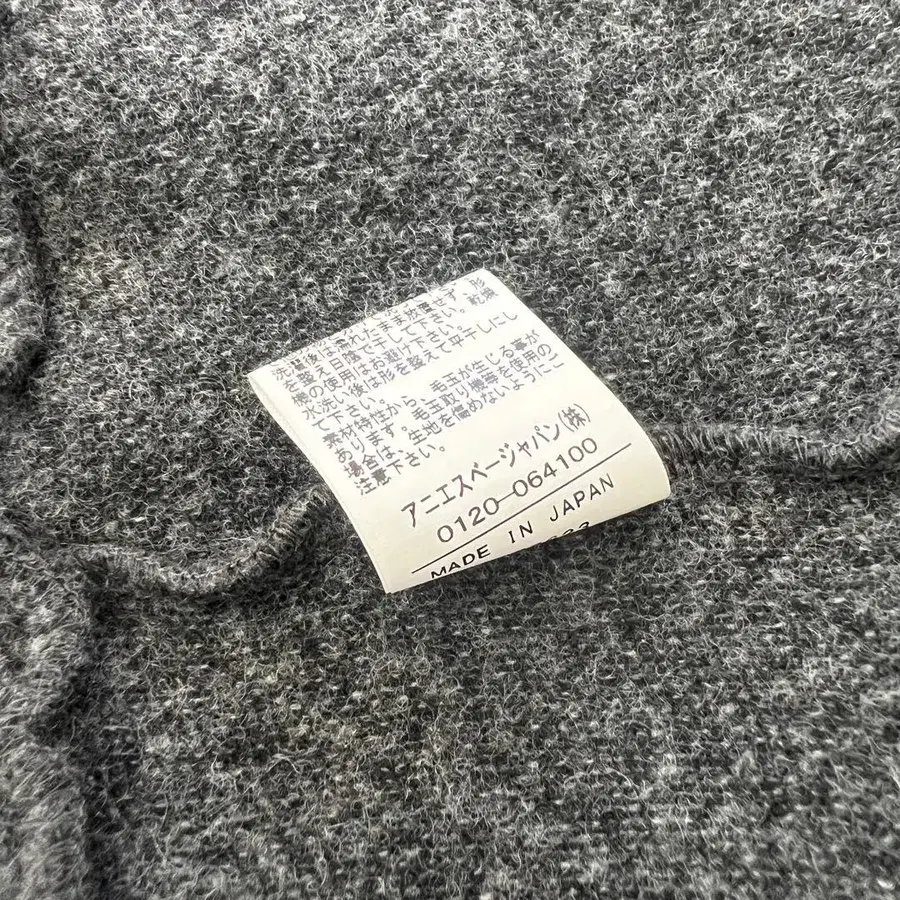 洗濯後は濡れたまま放置せず、形
を整え日陰で干して下さい。乾燥
機の使用はお避け下さい。
水洗い後は形を整えて平干しにし
て下さい。
素材特性から、毛玉が生じる事が
あります。毛玉取り機等を使用の
場合は、生地を傷めないようにご
注意下さい。
アニエスベージャパン(株)
0120-064100
MADE IN JAPAN